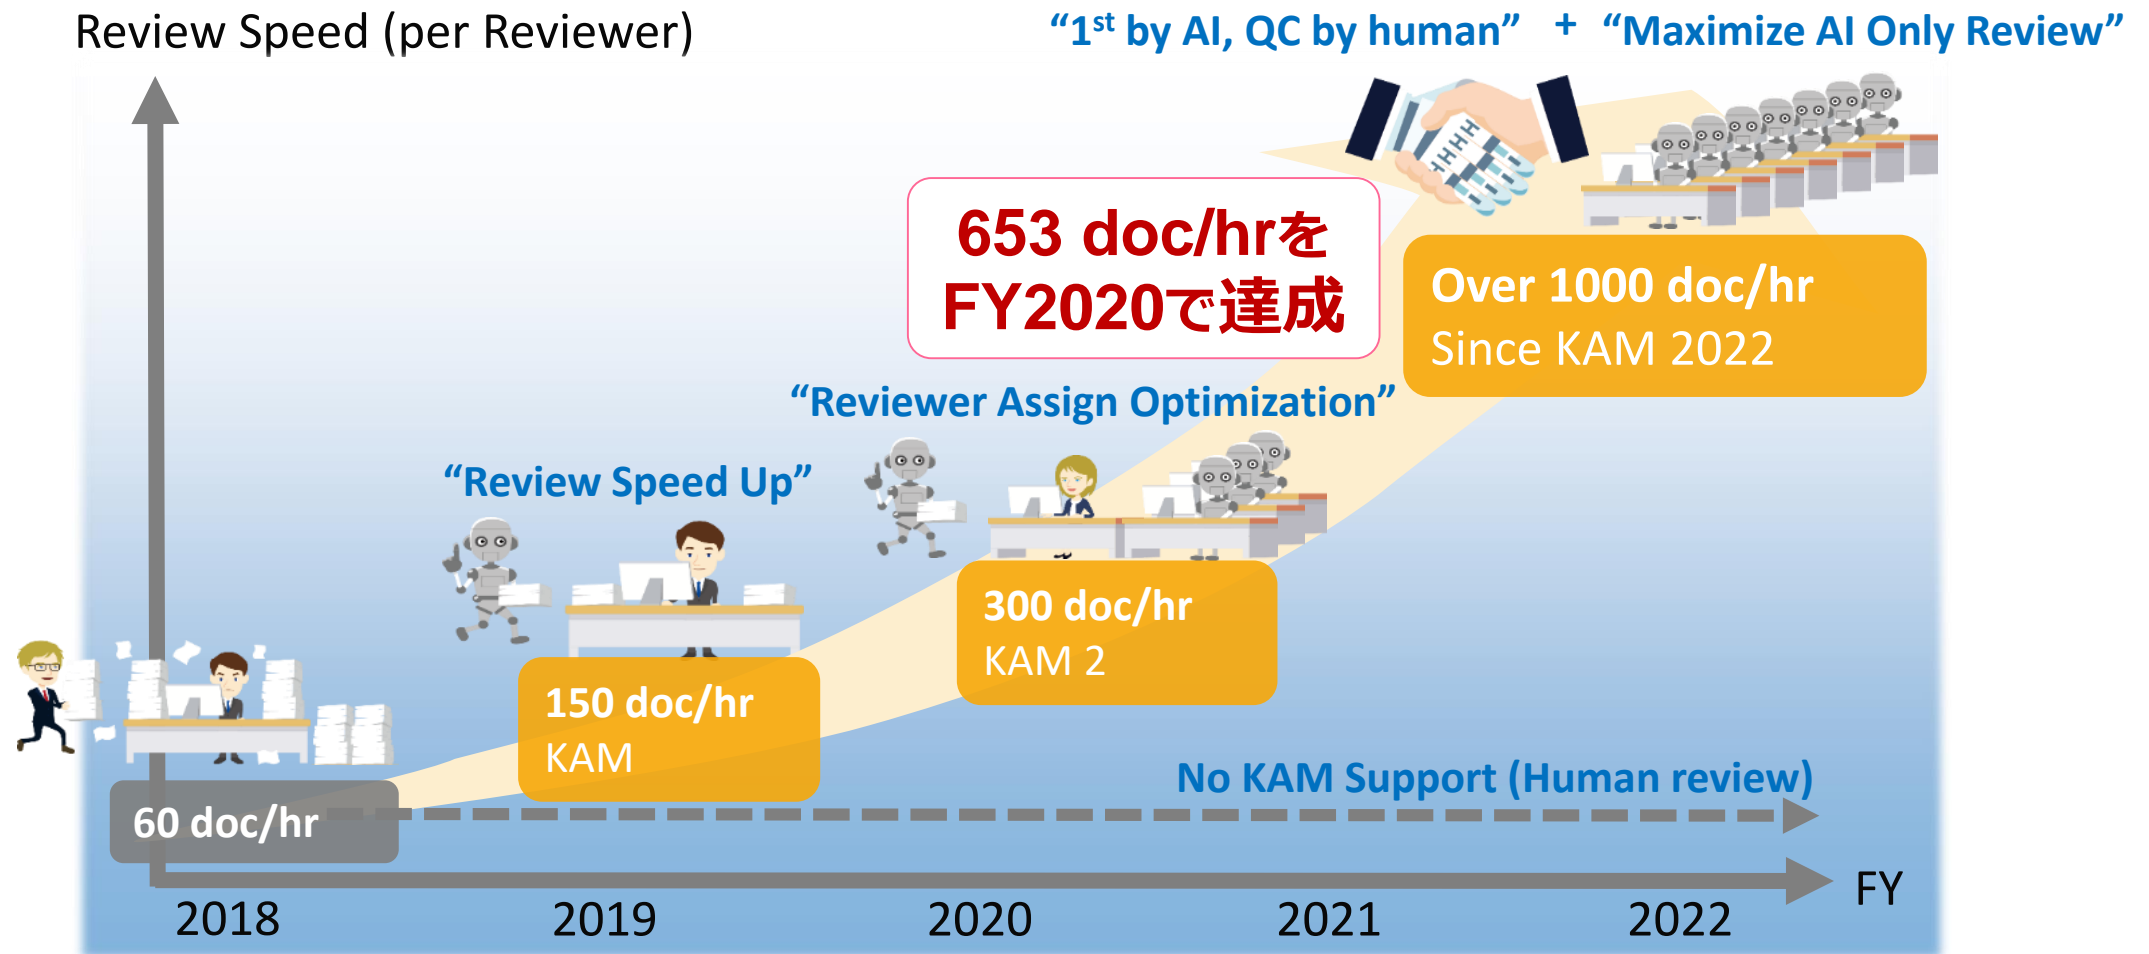 Review Speed (per Reviewer)
“1st by AI, QC by human” + “Maximize AI Only Review”
653 doc/hrを
FY2020で達成
Over 1000 doc/hr
Since KAM 2022
“Reviewer Assign Optimization”
“Review Speed Up”
300 doc/hr
KAM 2
150 doc/hr
KAM
No KAM Support (Human review)
60 doc/hr
FY
2018 2019 2020 2021 2022